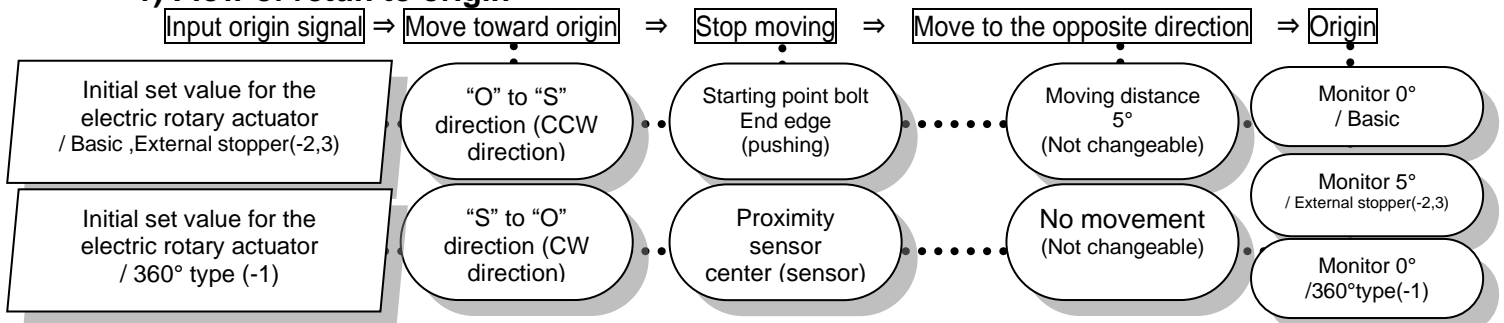 Input origin signal ⇒ Move toward origin ⇒ Stop moving ⇒ Move to the opposite direction ⇒ Origin
Initial set value for the
electric rotary actuator
/ Basic ,External stopper(-2,3)
“O” to “S”
direction (CCW
direction)
Starting point bolt
End edge
(pushing)
Moving distance
5°
(Not changeable)
Monitor 0°
/ Basic
Monitor 5°
/ External stopper(-2,3)
Initial set value for the
electric rotary actuator
/ 360° type (-1)
“S” to “O”
direction (CW
direction)
Proximity
sensor
center (sensor)
No movement
(Not changeable)
Monitor 0°
/360°type(-1)